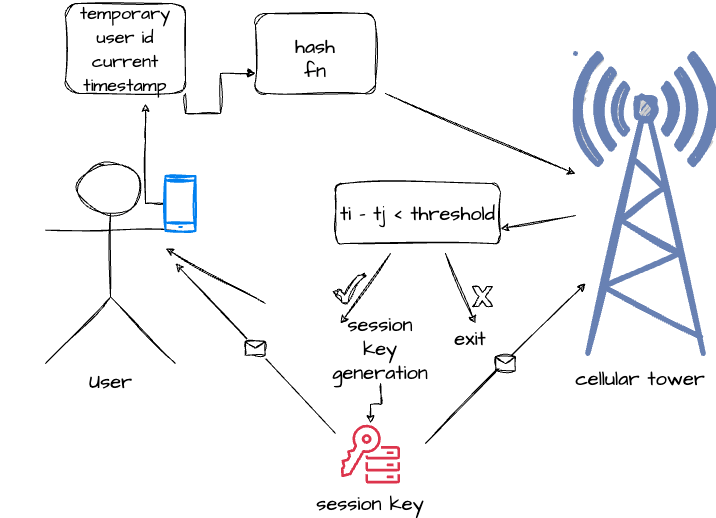 temporary
user id
current
timestamp
hash
fn
ti - tj < threshold
X
session
key
generation
exit
User
cellular tower
session key